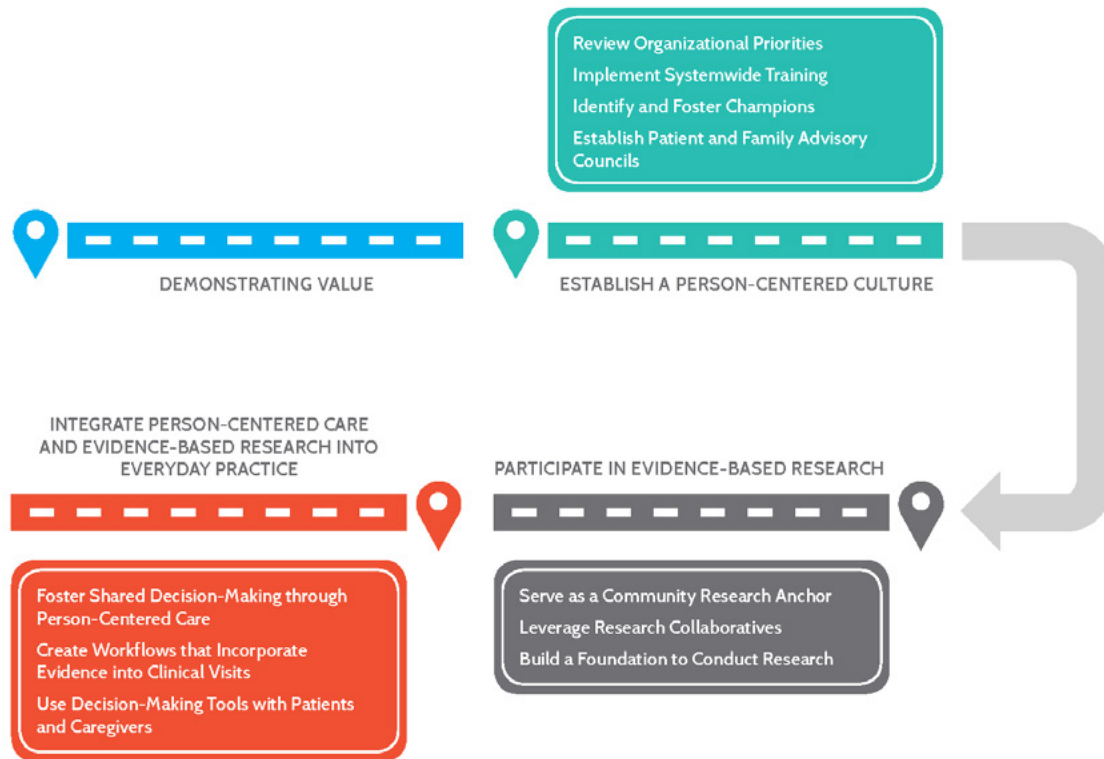 Review Organizational Priorities
Implement Systemwide Training
Identify and Foster Champions
Establish Patient and Family Advisory
Councils
DEMONSTRATING VALUE
ESTABLISH A PERSON-CENTERED CULTURE
INTEGRATE PERSON-CENTERED CARE
AND EVIDENCE-BASED RESEARCH INTO
EVERYDAY PRACTICE
PARTICIPATE IN EVIDENCE-BASED RESEARCH
Foster Shared Decision-Making through
Person-Centered Care
Create Workflows that Incorporate
Evidence into Clinical Visits
Use Decision-Making Tools with Patients
and Caregivers
Serve as a Community Research Anchor
Leverage Research Collaboratives
Build a Foundation to Conduct Research